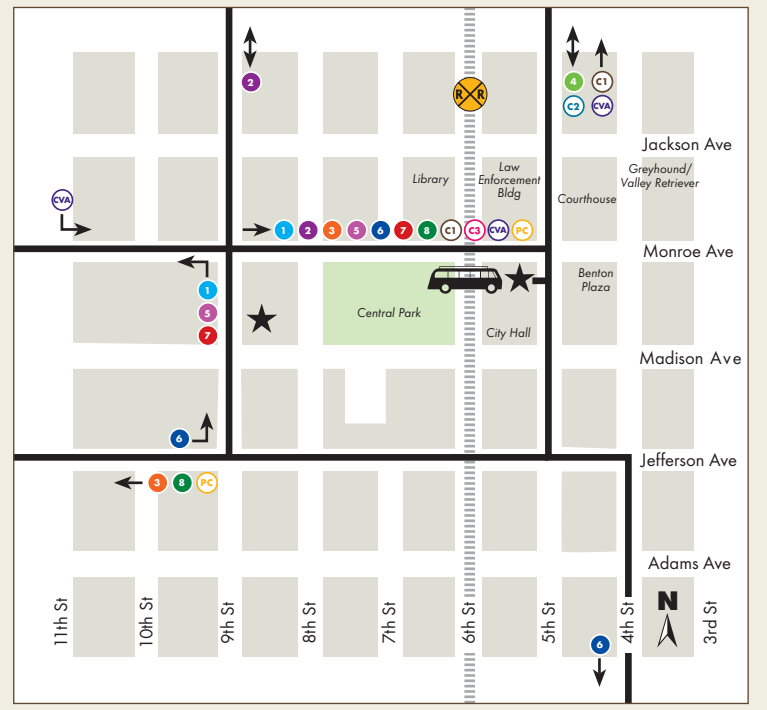 2
4
C1
C2
CVA
R R
Jackson Ave
Library
Law
Enforcement
Bldg
Greyhound/
Valley Retriever
Courthouse
CVA
1 2 3 5 6 7 8 C1 C3 CVA PC
Monroe Ave
1
5
7
Central Park
City Hall
Benton
Plaza
Madison Ave
6
Jefferson Ave
3 8 PC
Adams Ave
11th St
10th St
9th St
8th St
7th St
6th St
5th St
4th St
3rd St
N
6